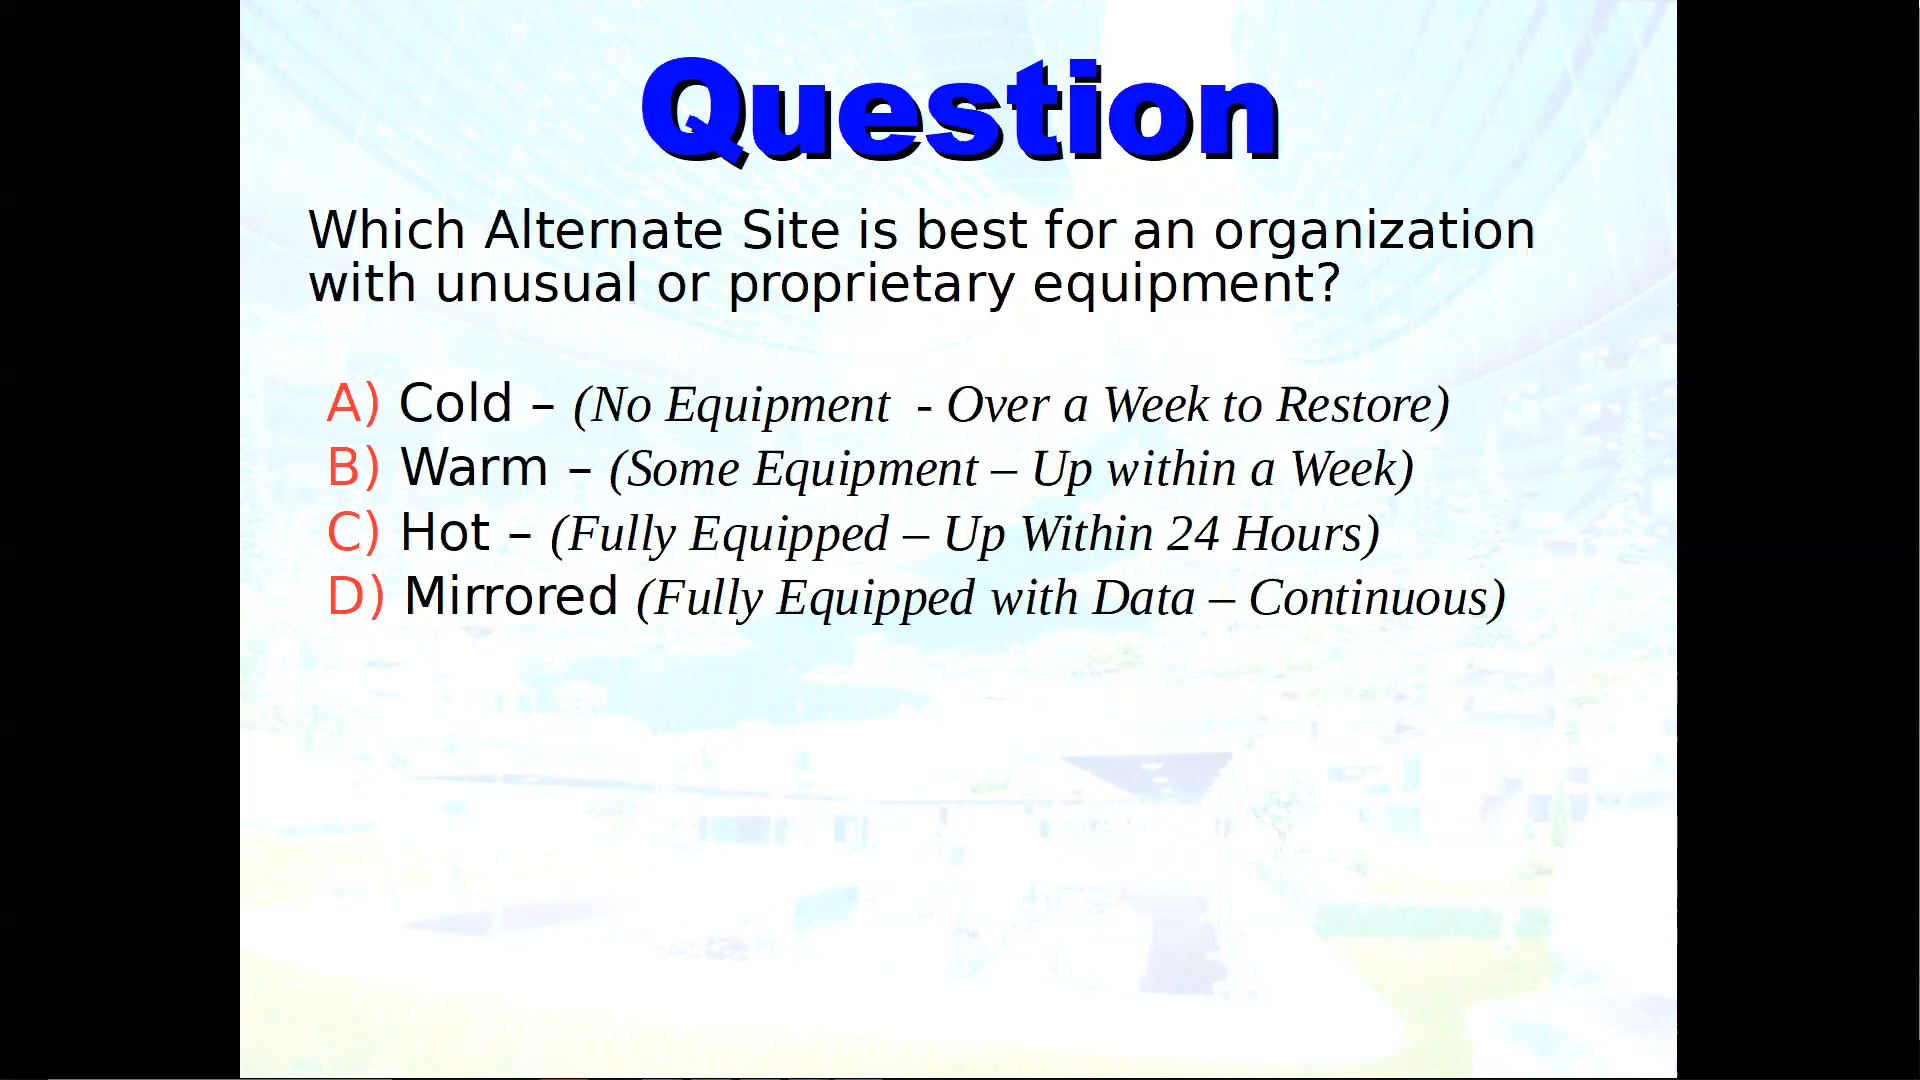 Question
Which Alternate Site is best for an organization
with unusual or proprietary equipment?
A) Cold – (No Equipment  - Over a Week to Restore)
B) Warm – (Some Equipment – Up within a Week)
C) Hot – (Fully Equipped – Up Within 24 Hours)
D) Mirrored (Fully Equipped with Data – Continuous)